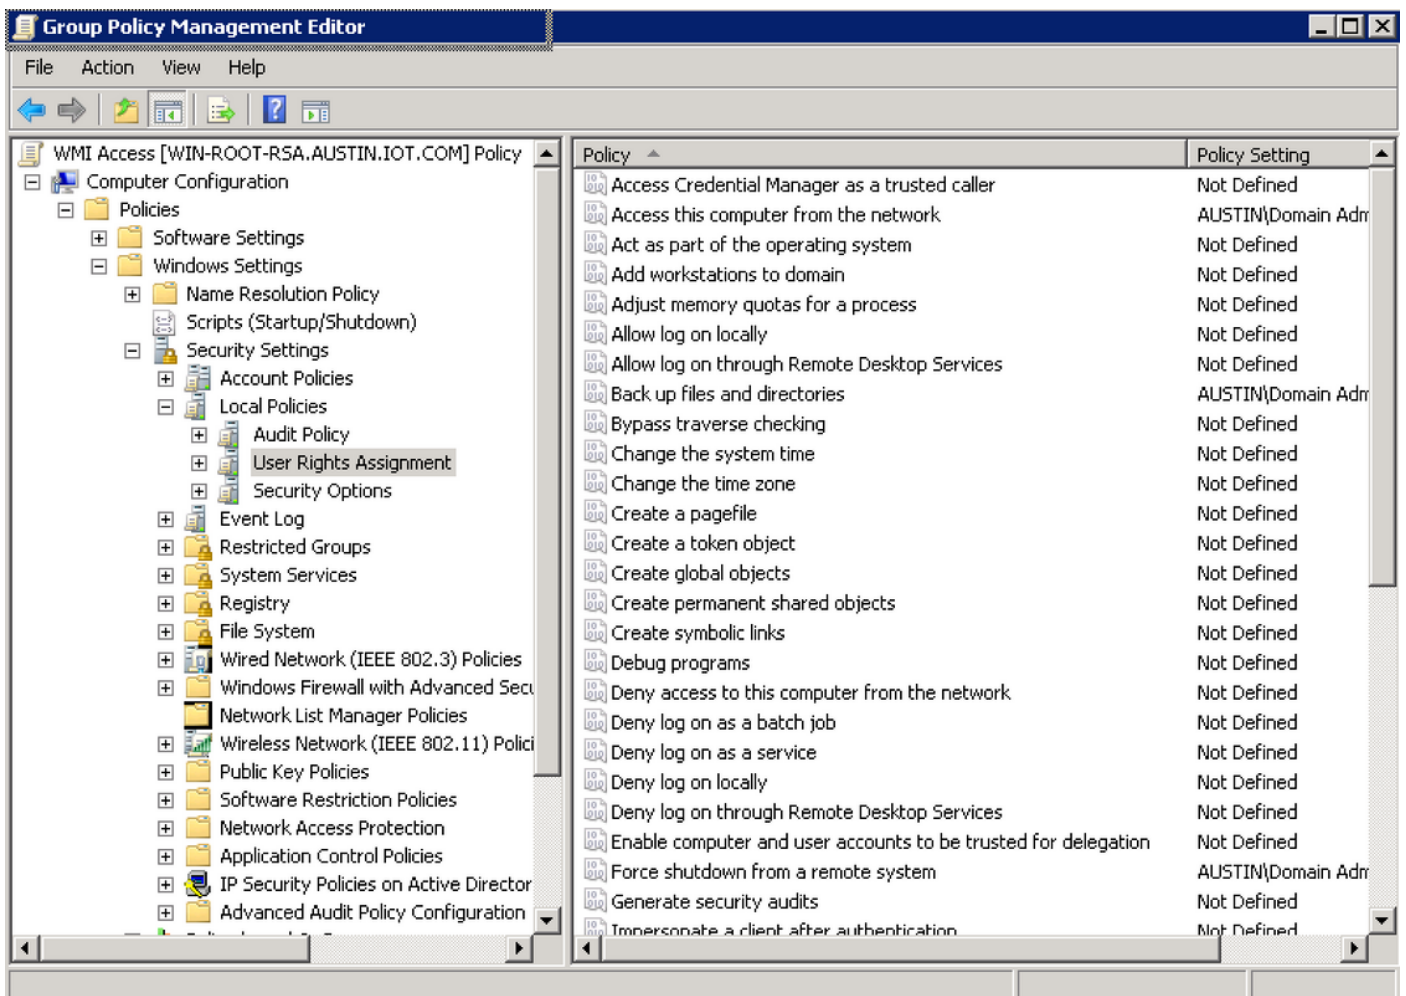 Group Policy Management Editor
File Action View Help
WMI Access [WIN-ROOT-RSA.AUSTIN.IOT.COM] Policy
Computer Configuration
Policies
Software Settings
Windows Settings
Name Resolution Policy
Scripts (Startup/Shutdown)
Security Settings
Account Policies
Local Policies
Audit Policy
User Rights Assignment
Security Options
Event Log
Restricted Groups
System Services
Registry
File System
Wired Network (IEEE 802.3) Policies
Windows Firewall with Advanced Secu
Network List Manager Policies
Wireless Network (IEEE 802.11) Polici
Public Key Policies
Software Restriction Policies
Network Access Protection
Application Control Policies
IP Security Policies on Active Director
Advanced Audit Policy Configuration
Policy Policy Setting
Access Credential Manager as a trusted caller Not Defined
Access this computer from the network AUSTIN\Domain Adm
Act as part of the operating system Not Defined
Add workstations to domain Not Defined
Adjust memory quotas for a process Not Defined
Allow log on locally Not Defined
Allow log on through Remote Desktop Services Not Defined
Back up files and directories AUSTIN\Domain Adm
Bypass traverse checking Not Defined
Change the system time Not Defined
Change the time zone Not Defined
Create a pagefile Not Defined
Create a token object Not Defined
Create global objects Not Defined
Create permanent shared objects Not Defined
Create symbolic links Not Defined
Debug programs Not Defined
Deny access to this computer from the network Not Defined
Deny log on as a batch job Not Defined
Deny log on as a service Not Defined
Deny log on locally Not Defined
Deny log on through Remote Desktop Services Not Defined
Enable computer and user accounts to be trusted for delegation Not Defined
Force shutdown from a remote system AUSTIN\Domain Adm
Generate security audits Not Defined
Impersonate a client after authentication Not Defined